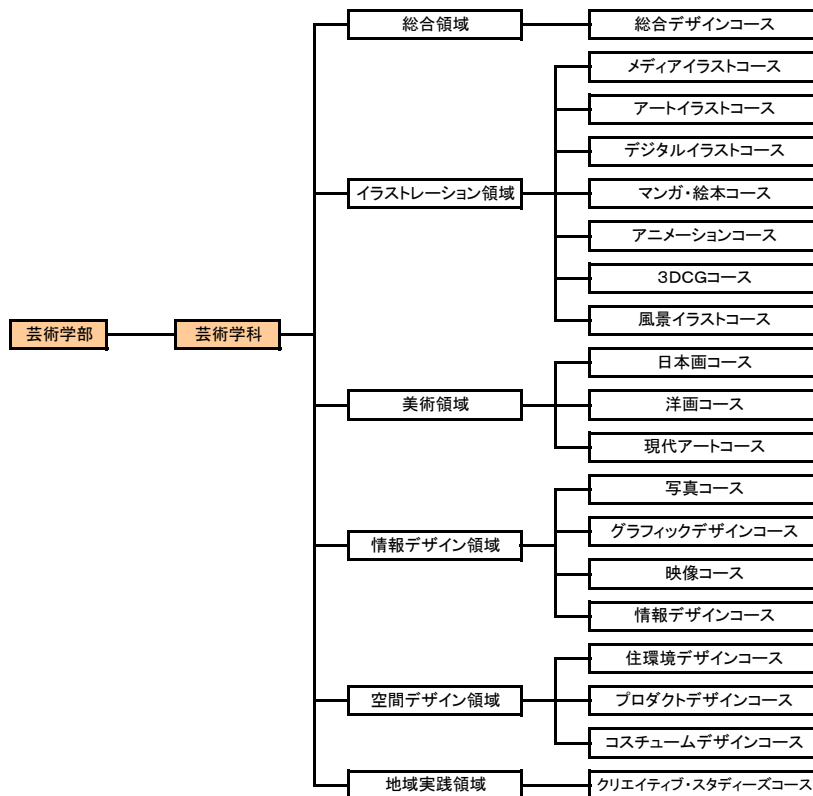 芸術学部
芸術学科
総合領域
総合デザインコース
イラストレーション領域
メディアイラストコース
アートイラストコース
デジタルイラストコース
マンガ・絵本コース
アニメーションコース
3DCGコース
風景イラストコース
美術領域
日本画コース
洋画コース
現代アートコース
情報デザイン領域
写真コース
グラフィックデザインコース
映像コース
情報デザインコース
空間デザイン領域
住環境デザインコース
プロダクトデザインコース
コスチュームデザインコース
地域実践領域
クリエイティブ・スタディーズコース